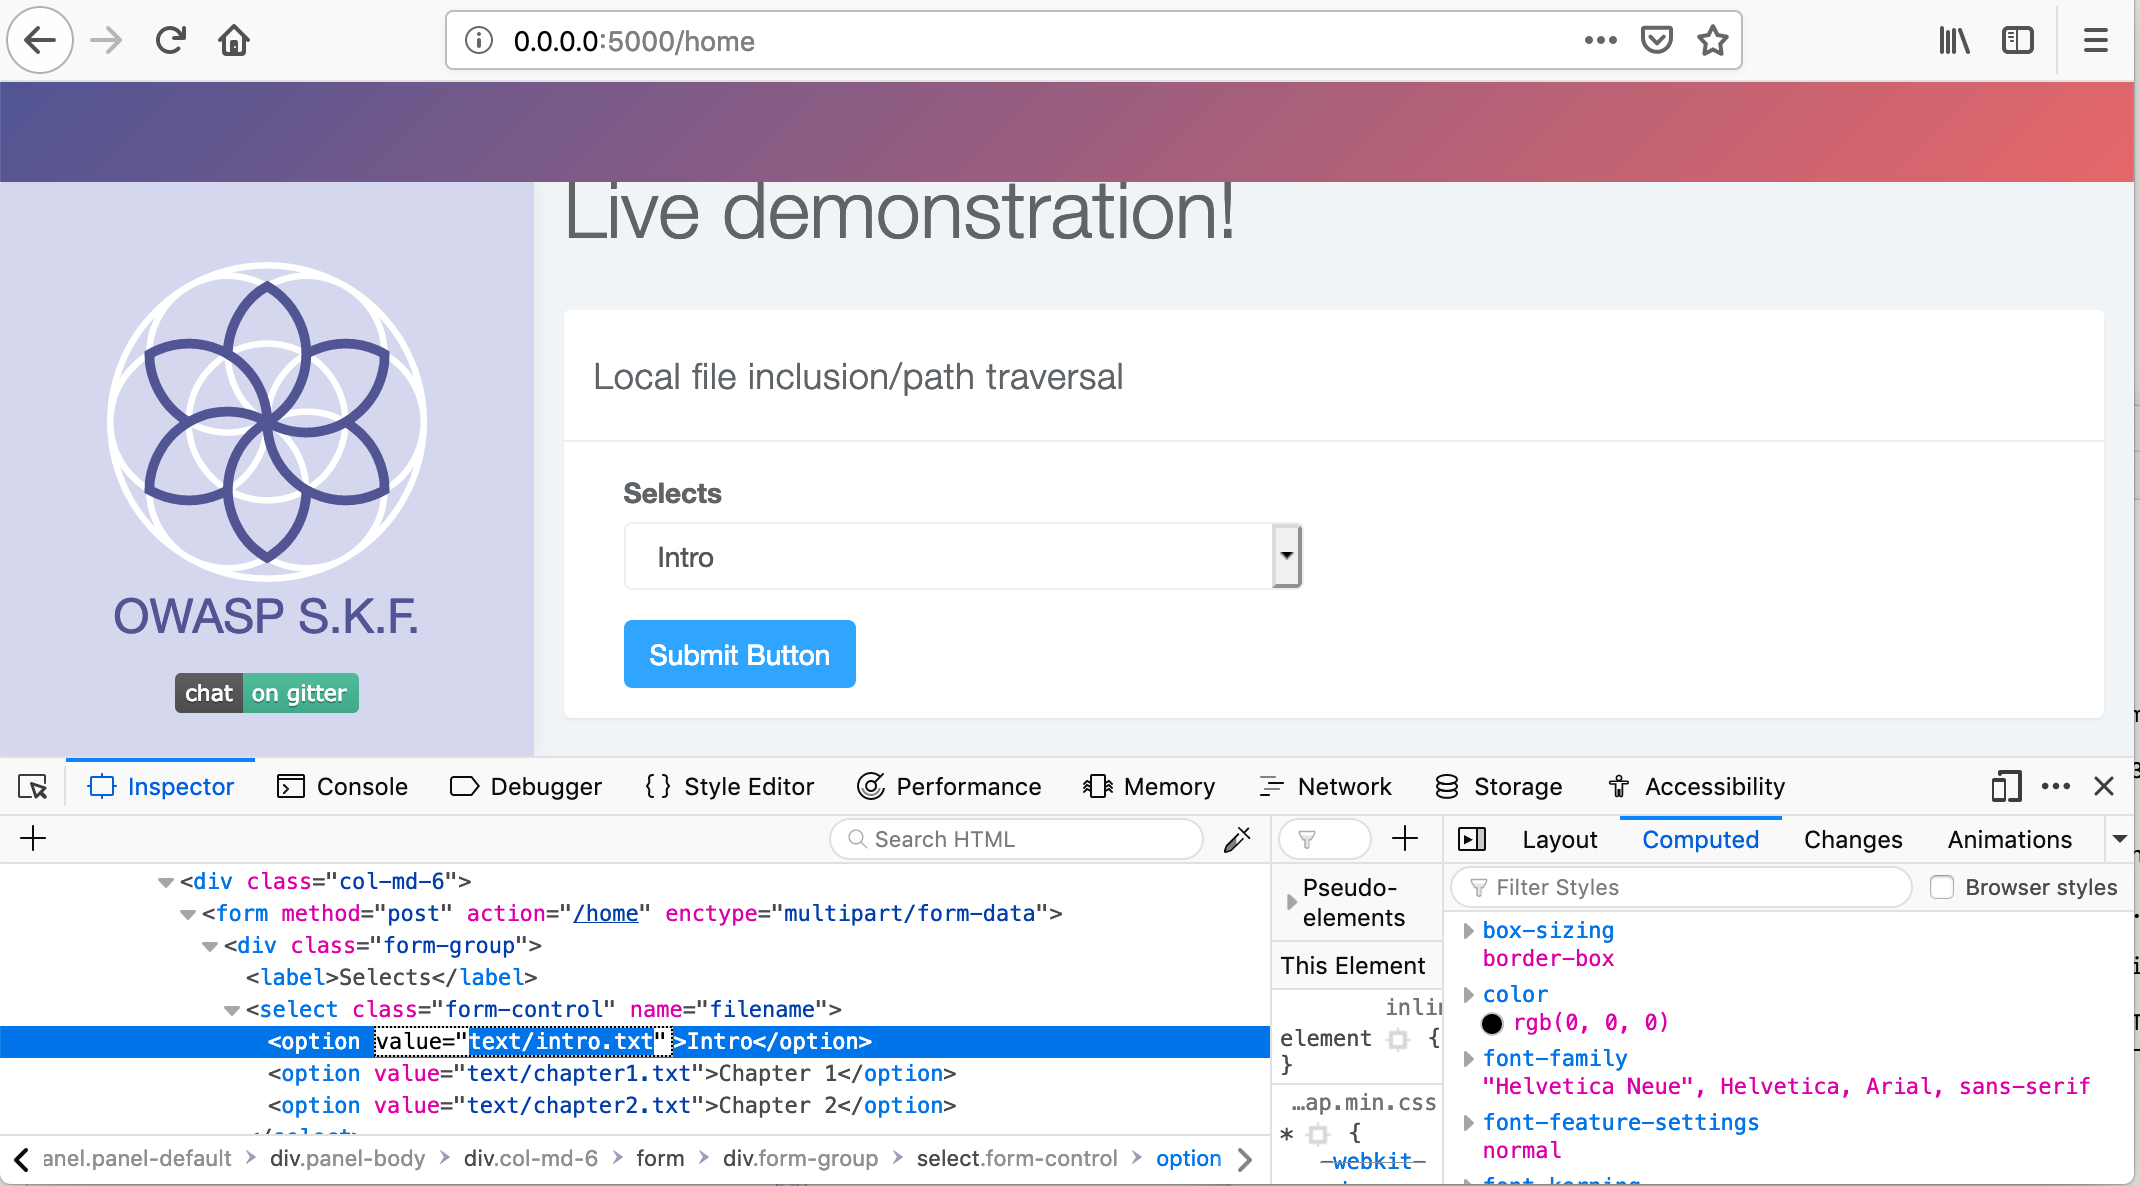 0.0.0.0:5000/home
Live demonstration!
Local file inclusion/path traversal
Selects
Intro
Submit Button
OWASP S.K.F.
chat on gitter
Inspector Console Debugger Style Editor Performance Memory Network Storage Accessibility
Search HTML
Layout Computed Changes Animations
<div class="col-md-6">
<form method="post" action="/home" enctype="multipart/form-data">
<div class="form-group">
<label>Selects</label>
<select class="form-control" name="filename">
<option value="text/intro.txt" >Intro</option>
<option value="text/chapter1.txt">Chapter 1</option>
<option value="text/chapter2.txt">Chapter 2</option>
</select>
anel.panel-default > div.panel-body > div.col-md-6 > form > div.form-group > select.form-control > option
Pseudo-
elements
This Element
inlin
element {
}
…ap.min.css
* {
-webkit-
Filter Styles Browser styles
box-sizing
border-box
color
rgb(0, 0, 0)
font-family
"Helvetica Neue", Helvetica, Arial, sans-serif
font-feature-settings
normal
font-kerning